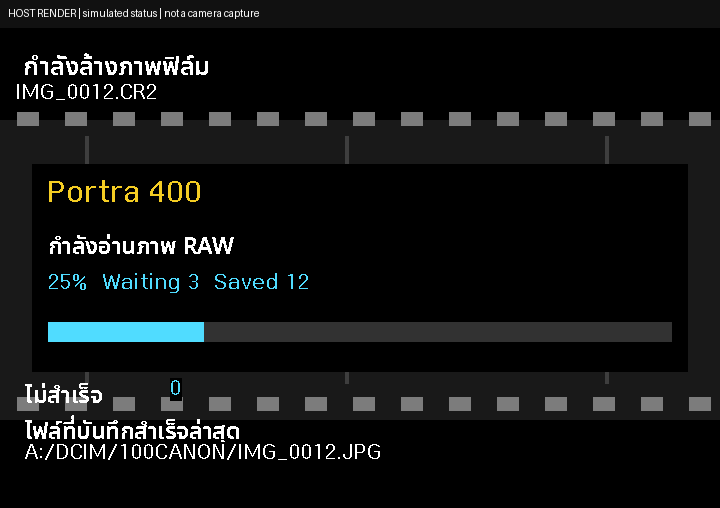 HOST RENDER | simulated status | not a camera capture
กำลังล้างภาพฟิล์ม
IMG_0012.CR2
Portra 400
กำลังอ่านภาพ RAW
25% Waiting 3 Saved 12
ไม่สำเร็จ 0
ไฟล์ที่บันทึกสำเร็จล่าสุด
A:/DCIM/100CANON/IMG_0012.JPG